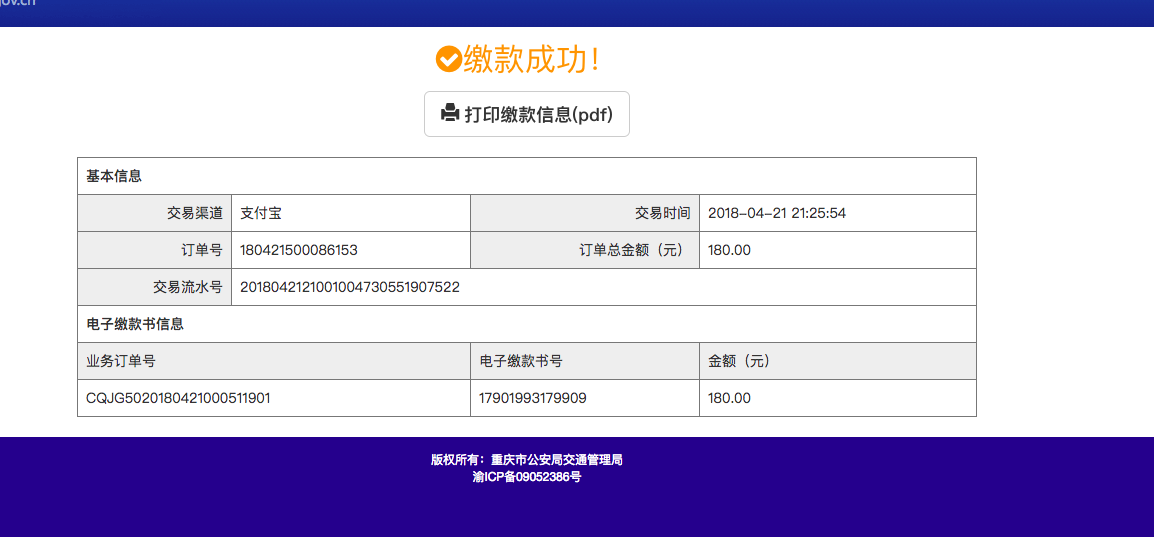 gov.cn
缴款成功！
打印缴款信息(pdf)
基本信息
交易渠道 支付宝 交易时间 2018-04-21 21:25:54
订单号 180421500086153 订单总金额（元） 180.00
交易流水号 2018042121001004730551907522
电子缴款书信息
业务订单号 电子缴款书号 金额（元）
CQJG5020180421000511901 17901993179909 180.00
版权所有：重庆市公安局交通管理局
渝ICP备09052386号